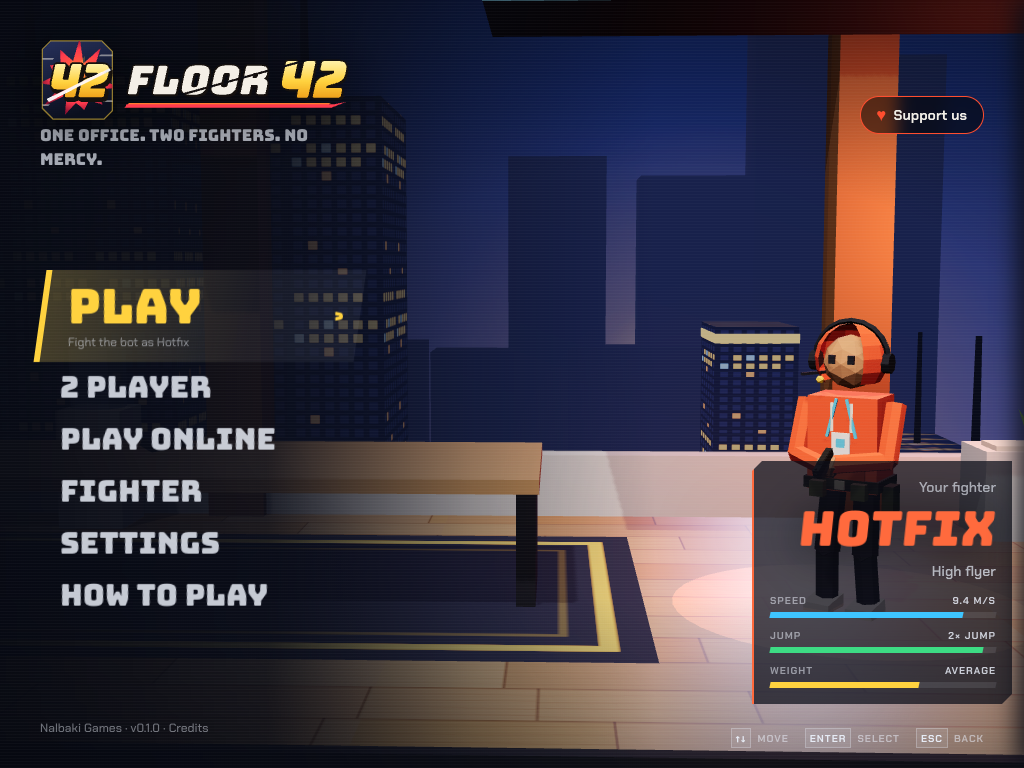 42
FLOOR 42
ONE OFFICE. TWO FIGHTERS. NO
MERCY.
♥ Support us
PLAY
Fight the bot as Hotfix
2 PLAYER
PLAY ONLINE
FIGHTER
SETTINGS
HOW TO PLAY
Your fighter
HOTFIX
High flyer
SPEED 9.4 M/S
JUMP 2× JUMP
WEIGHT AVERAGE
Nalbaki Games · v0.1.0 · Credits
↑↓ MOVE ENTER SELECT ESC BACK